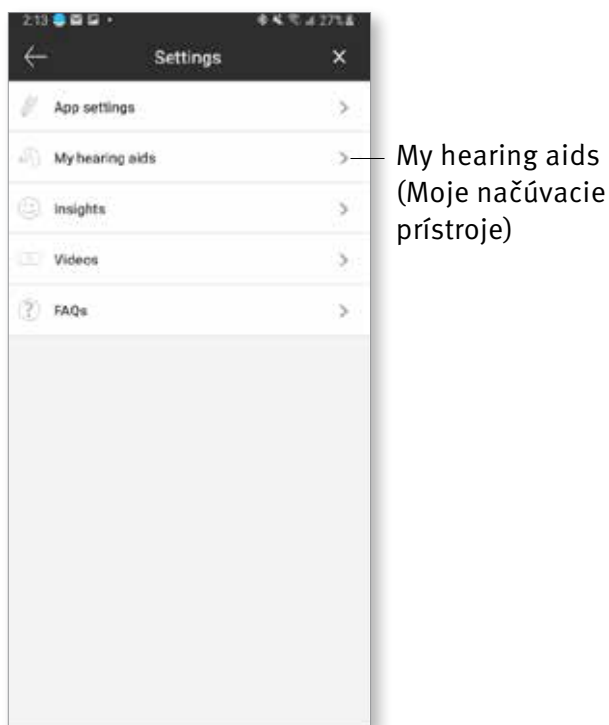 2:13
27%
Settings
App settings
My hearing aids
My hearing aids
(Moje načúvacie
prístroje)
Insights
Videos
FAQs